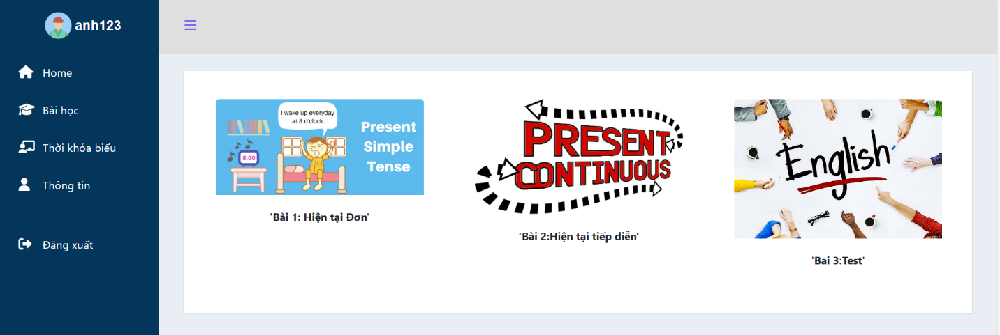 anh123
Home
Bài học
Thời khóa biểu
Thông tin
Đăng xuất
I wake up everyday
at 8 o'clock.
8:00
Present
Simple
Tense
'Bài 1: Hiện tại Đơn'
PRESENT
CONTINUOUS
'Bài 2:Hiện tại tiếp diễn'
English
'Bai 3:Test'